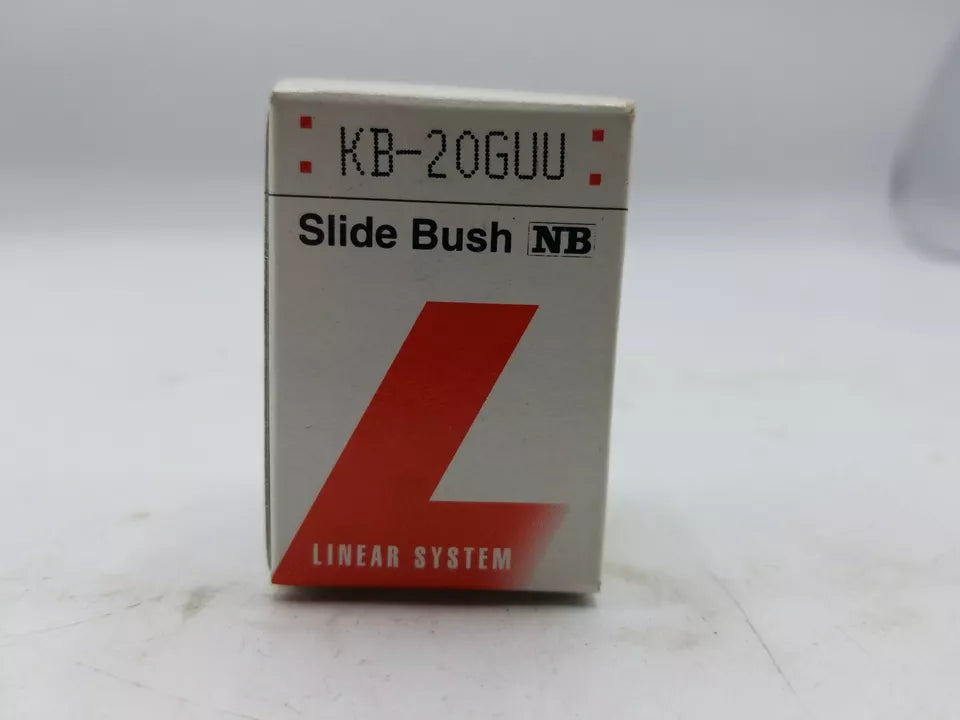 KB-20GUU
Slide Bush NB
LINEAR SYSTEM